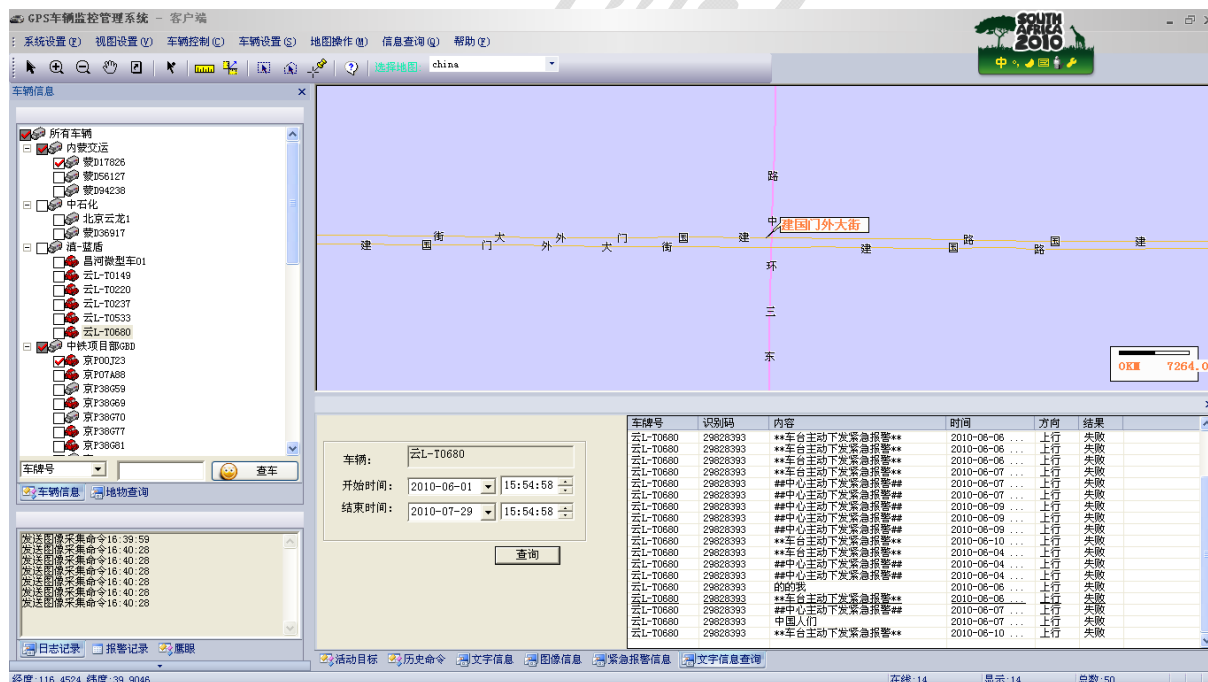 GPS车辆监控管理系统 - 客户端
系统设置(F) 视图设置(V) 车辆控制(C) 车辆设置(S) 地图操作(M) 信息查询(Q) 帮助(F)
SOUTH
AFRICA
2010
中
选择地图 china
车辆信息
所有车辆
内蒙交运
蒙D17826
蒙D56127
蒙D94238
中石化
北京云龙1
蒙D36917
滇-蓝盾
昌河微型车01
云L-T0149
云L-T0220
云L-T0237
云L-T0533
云L-T0680
中铁项目部GBD
京P00J23
京P07A88
京P38G59
京P38G69
京P38G70
京P38G77
京P38G81
车牌号 查车
车辆信息 地物查询
发送图像采集命令16:39:59
发送图像采集命令16:40:28
发送图像采集命令16:40:28
发送图像采集命令16:40:28
发送图像采集命令16:40:28
发送图像采集命令16:40:28
日志记录 报警记录 鹰眼
路
中
建国门外大街
建 国 街 门 大 外 外 大 门 街 国 建 建 国 路 路 国 建
环
三
东
0KM 7264.0
车辆: 云L-T0680
开始时间: 2010-06-01 15:54:58
结束时间: 2010-07-29 15:54:58
查询
车牌号 识别码 内容 时间 方向 结果
云L-T0680 29828393 **车台主动下发紧急报警** 2010-06-06 ... 上行 失败
云L-T0680 29828393 **车台主动下发紧急报警** 2010-06-06 ... 上行 失败
云L-T0680 29828393 **车台主动下发紧急报警** 2010-06-06 ... 上行 失败
云L-T0680 29828393 **车台主动下发紧急报警** 2010-06-07 ... 上行 失败
云L-T0680 29828393 ##中心主动下发紧急报警## 2010-06-07 ... 上行 失败
云L-T0680 29828393 ##中心主动下发紧急报警## 2010-06-07 ... 上行 失败
云L-T0680 29828393 ##中心主动下发紧急报警## 2010-06-09 ... 上行 失败
云L-T0680 29828393 ##中心主动下发紧急报警## 2010-06-09 ... 上行 失败
云L-T0680 29828393 ##中心主动下发紧急报警## 2010-06-09 ... 上行 失败
云L-T0680 29828393 **车台主动下发紧急报警** 2010-06-10 ... 上行 失败
云L-T0680 29828393 **车台主动下发紧急报警** 2010-06-04 ... 上行 失败
云L-T0680 29828393 ##中心主动下发紧急报警## 2010-06-04 ... 上行 失败
云L-T0680 29828393 ##中心主动下发紧急报警## 2010-06-04 ... 上行 失败
云L-T0680 29828393 的的我 2010-06-06 ... 上行 失败
云L-T0680 29828393 **车台主动下发紧急报警** 2010-06-06 ... 上行 失败
云L-T0680 29828393 ##中心主动下发紧急报警## 2010-06-07 ... 上行 失败
云L-T0680 29828393 中国人们 2010-06-07 ... 上行 失败
云L-T0680 29828393 **车台主动下发紧急报警** 2010-06-10 ... 上行 失败
活动目标 历史命令 文字信息 图像信息 紧急报警信息 文字信息查询
经度:116.4524 纬度:39.9046 在线:14 显示:14 总数:50